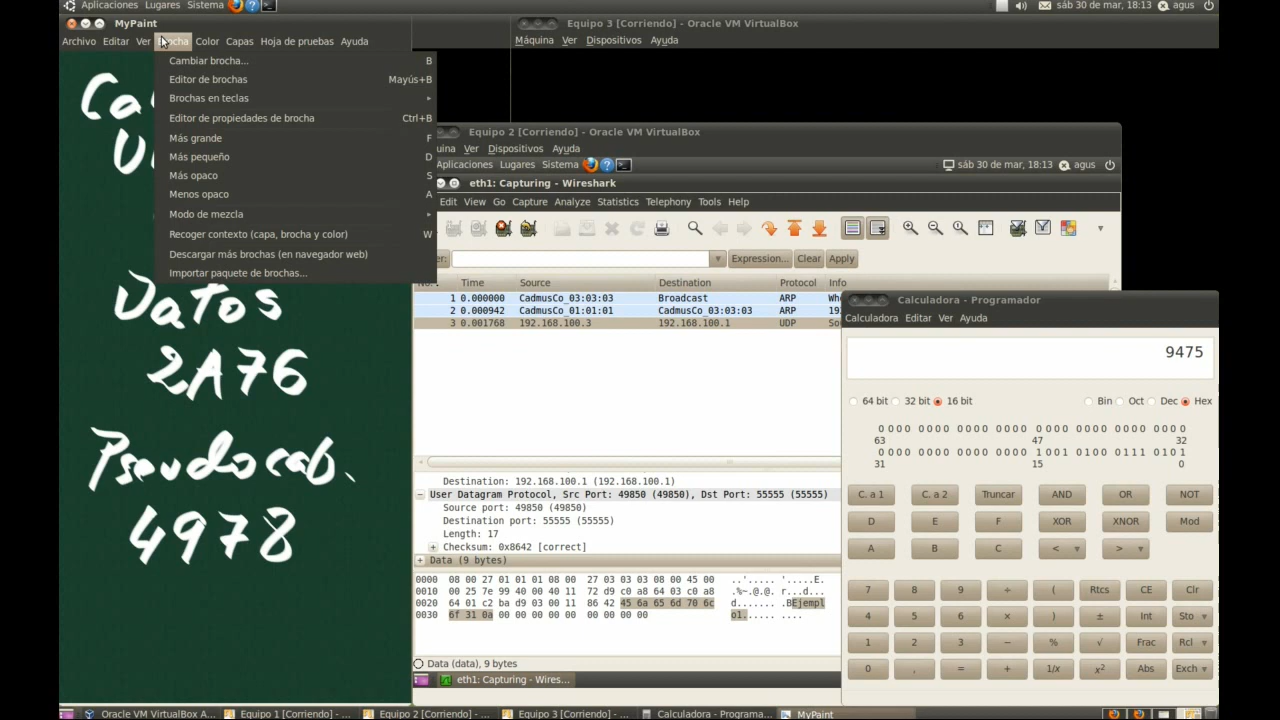 Aplicaciones Lugares Sistema sáb 30 de mar, 18:13 agus
MyPaint
Archivo Editar Ver Brocha Color Capas Hoja de pruebas Ayuda
Cambiar brocha... B
Editor de brochas Mayús+B
Brochas en teclas
Editor de propiedades de brocha Ctrl+B
Más grande F
Más pequeño D
Más opaco S
Menos opaco A
Modo de mezcla
Recoger contexto (capa, brocha y color) W
Descargar más brochas (en navegador web)
Importar paquete de brochas...
Datos
2A76
Pseudocab.
4978
Equipo 3 [Corriendo] - Oracle VM VirtualBox
Máquina Ver Dispositivos Ayuda
Equipo 2 [Corriendo] - Oracle VM VirtualBox
uina Ver Dispositivos Ayuda
Aplicaciones Lugares Sistema sáb 30 de mar, 18:13 agus
eth1: Capturing - Wireshark
Edit View Go Capture Analyze Statistics Telephony Tools Help
er: Expression... Clear Apply
No. . Time Source Destination Protocol Info
1 0.000000 CadmusCo_03:03:03 Broadcast ARP Wh
2 0.000942 CadmusCo_01:01:01 CadmusCo_03:03:03 ARP 19
3 0.001768 192.168.100.3 192.168.100.1 UDP So
Destination: 192.168.100.1 (192.168.100.1)
User Datagram Protocol, Src Port: 49850 (49850), Dst Port: 55555 (55555)
Source port: 49850 (49850)
Destination port: 55555 (55555)
Length: 17
Checksum: 0x8642 [correct]
Data (9 bytes)
0000 08 00 27 01 01 01 08 00 27 03 03 03 08 00 45 00 ..'..... '.....E.
0010 00 25 7e 99 40 00 40 11 72 d9 c0 a8 64 03 c0 a8 .%~.@.@. r...d...
0020 64 01 c2 ba d9 03 00 11 86 42 45 6a 65 6d 70 6c d....... .BEjempl
0030 6f 31 0a 00 00 00 00 00 00 00 00 00 o1...... ....
Data (data), 9 bytes
eth1: Capturing - Wires...
Calculadora - Programador
Calculadora Editar Ver Ayuda
9475
64 bit 32 bit 16 bit Bin Oct Dec Hex
0000 0000 0000 0000 0000 0000 0000 0000
63 47 32
0000 0000 0000 0000 1001 0100 0111 0101
31 15 0
C. a 1 C. a 2 Truncar AND OR NOT
D E F XOR XNOR Mod
A B C < >
7 8 9 ÷ ( Rtcs CE Clr
4 5 6 x ) ± Int Sto
1 2 3 − % √ Frac Rcl
0 , = + 1/x x² Abs Exch
Oracle VM VirtualBox A... Equipo 1 [Corriendo] - ... Equipo 2 [Corriendo] - ... Equipo 3 [Corriendo] - ... Calculadora - Programa... MyPaint